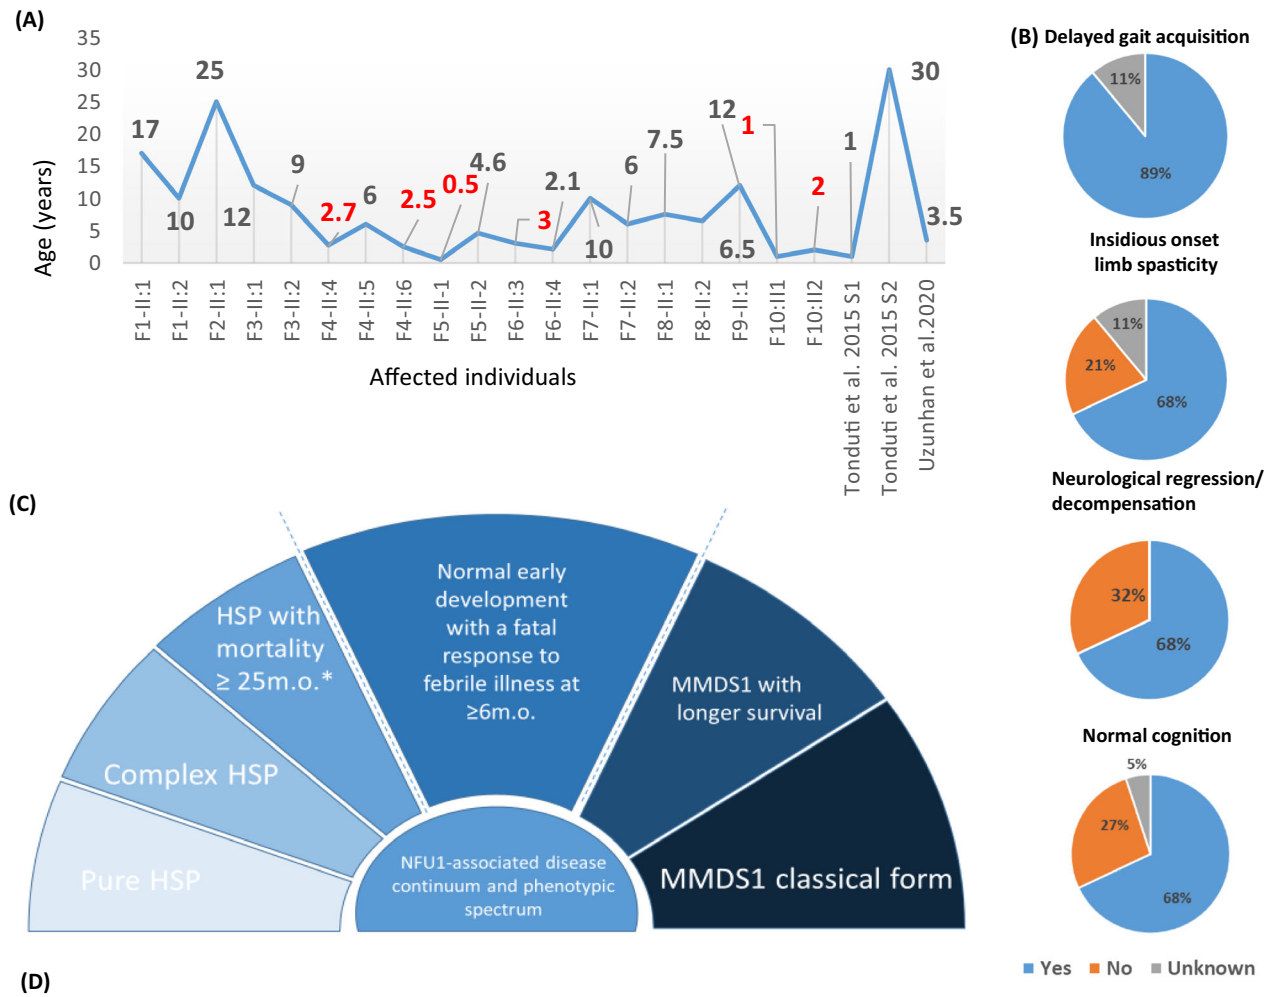 (A)
35
30
25
20
15
10
5
0
Age (years)
17
10
25
12
9
2.7
6
2.5
0.5
4.6
3
2.1
10
6
7.5
6.5
12
1
2
1
30
3.5
F1-II:1
F1-II:2
F2-II:1
F3-II:1
F3-II:2
F4-II:4
F4-II:5
F4-II:6
F5-II-1
F5-II-2
F6-II:3
F6-II:4
F7-II:1
F7-II:2
F8-II:1
F8-II:2
F9-II:1
F10:II1
F10:II2
Tonduti et al. 2015 S1
Tonduti et al. 2015 S2
Uzunhan et al.2020
Affected individuals
(B) Delayed gait acquisition
11%
89%
Insidious onset
limb spasticity
11%
21%
68%
Neurological regression/
decompensation
32%
68%
Normal cognition
5%
27%
68%
Yes No Unknown
(C)
Pure HSP
Complex HSP
HSP with
mortality
≥ 25m.o.*
Normal early
development
with a fatal
response to
febrile illness at
≥6m.o.
MMDS1 with
longer survival
MMDS1 classical form
NFU1-associated disease
continuum and phenotypic
spectrum
(D)